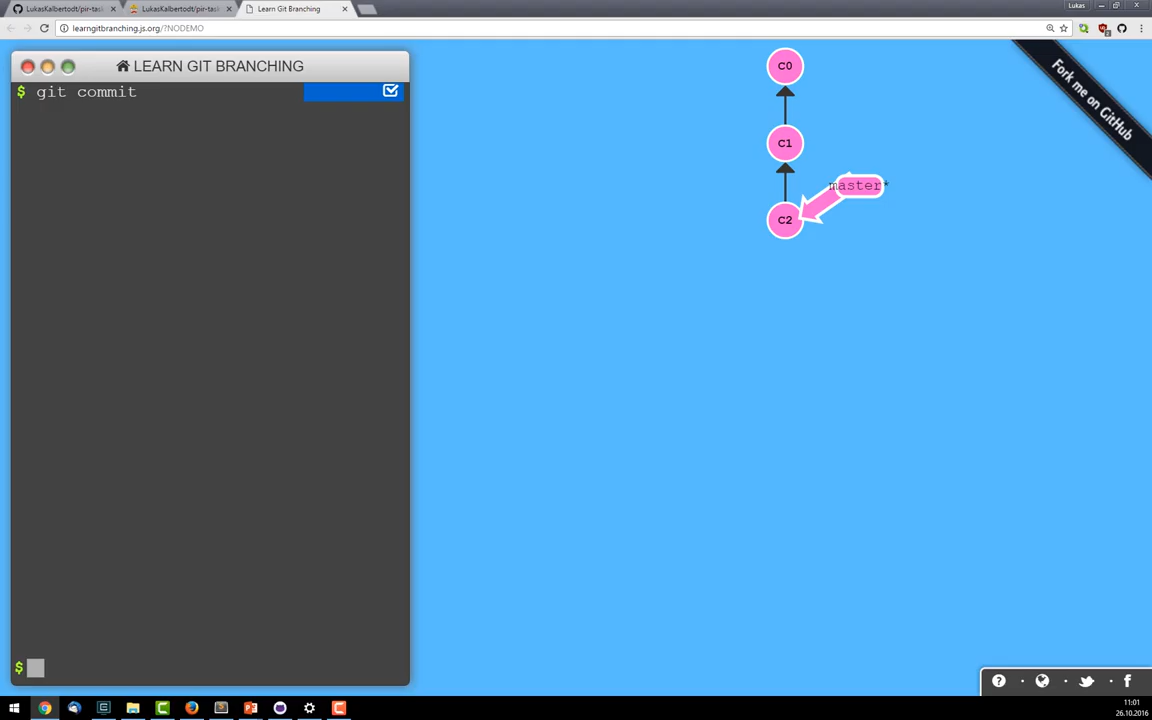 LukasKalbertodt/pir-task
LukasKalbertodt/pir-task
Learn Git Branching
Lukas
learngitbranching.js.org/?NODEMO
LEARN GIT BRANCHING
$ git commit
$
C0
C1
master*
C2
Fork me on GitHub
11:01
26.10.2016